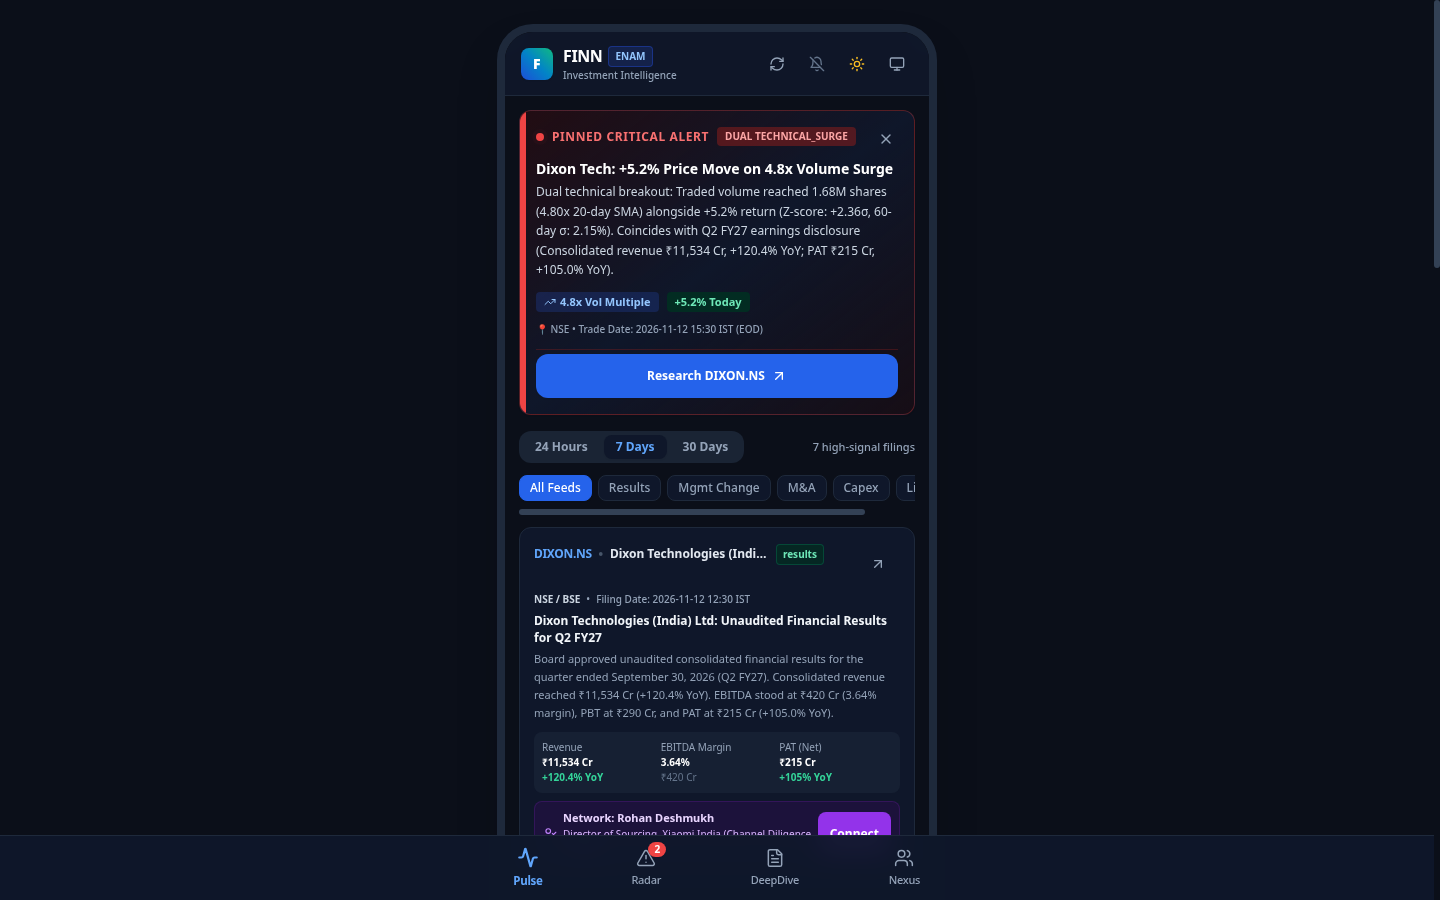 F
FINN ENAM
Investment Intelligence
PINNED CRITICAL ALERT DUAL TECHNICAL_SURGE
Dixon Tech: +5.2% Price Move on 4.8x Volume Surge
Dual technical breakout: Traded volume reached 1.68M shares
(4.80x 20-day SMA) alongside +5.2% return (Z-score: +2.36σ, 60-
day σ: 2.15%). Coincides with Q2 FY27 earnings disclosure
(Consolidated revenue ₹11,534 Cr, +120.4% YoY; PAT ₹215 Cr,
+105.0% YoY).
4.8x Vol Multiple +5.2% Today
📍 NSE • Trade Date: 2026-11-12 15:30 IST (EOD)
Research DIXON.NS
24 Hours 7 Days 30 Days 7 high-signal filings
All Feeds Results Mgmt Change M&A Capex Li
DIXON.NS • Dixon Technologies (Indi... results
NSE / BSE • Filing Date: 2026-11-12 12:30 IST
Dixon Technologies (India) Ltd: Unaudited Financial Results
for Q2 FY27
Board approved unaudited consolidated financial results for the
quarter ended September 30, 2026 (Q2 FY27). Consolidated revenue
reached ₹11,534 Cr (+120.4% YoY). EBITDA stood at ₹420 Cr (3.64%
margin), PBT at ₹290 Cr, and PAT at ₹215 Cr (+105.0% YoY).
Revenue EBITDA Margin PAT (Net)
₹11,534 Cr 3.64% ₹215 Cr
+120.4% YoY ₹420 Cr +105% YoY
Network: Rohan Deshmukh
Director of Sourcing, Xiaomi India (Channel Diligence
Connect
2
Pulse Radar DeepDive Nexus